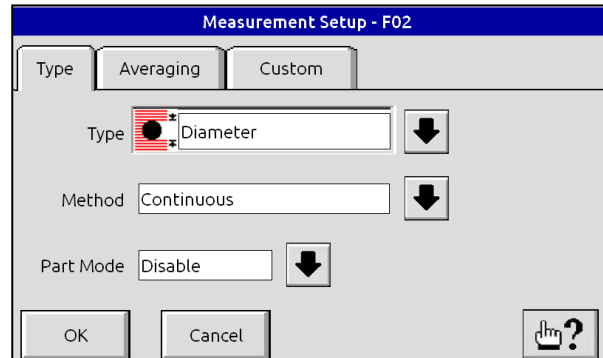 Measurement Setup - F02
Type Averaging Custom
Type Diameter
Method Continuous
Part Mode Disable
OK Cancel ?